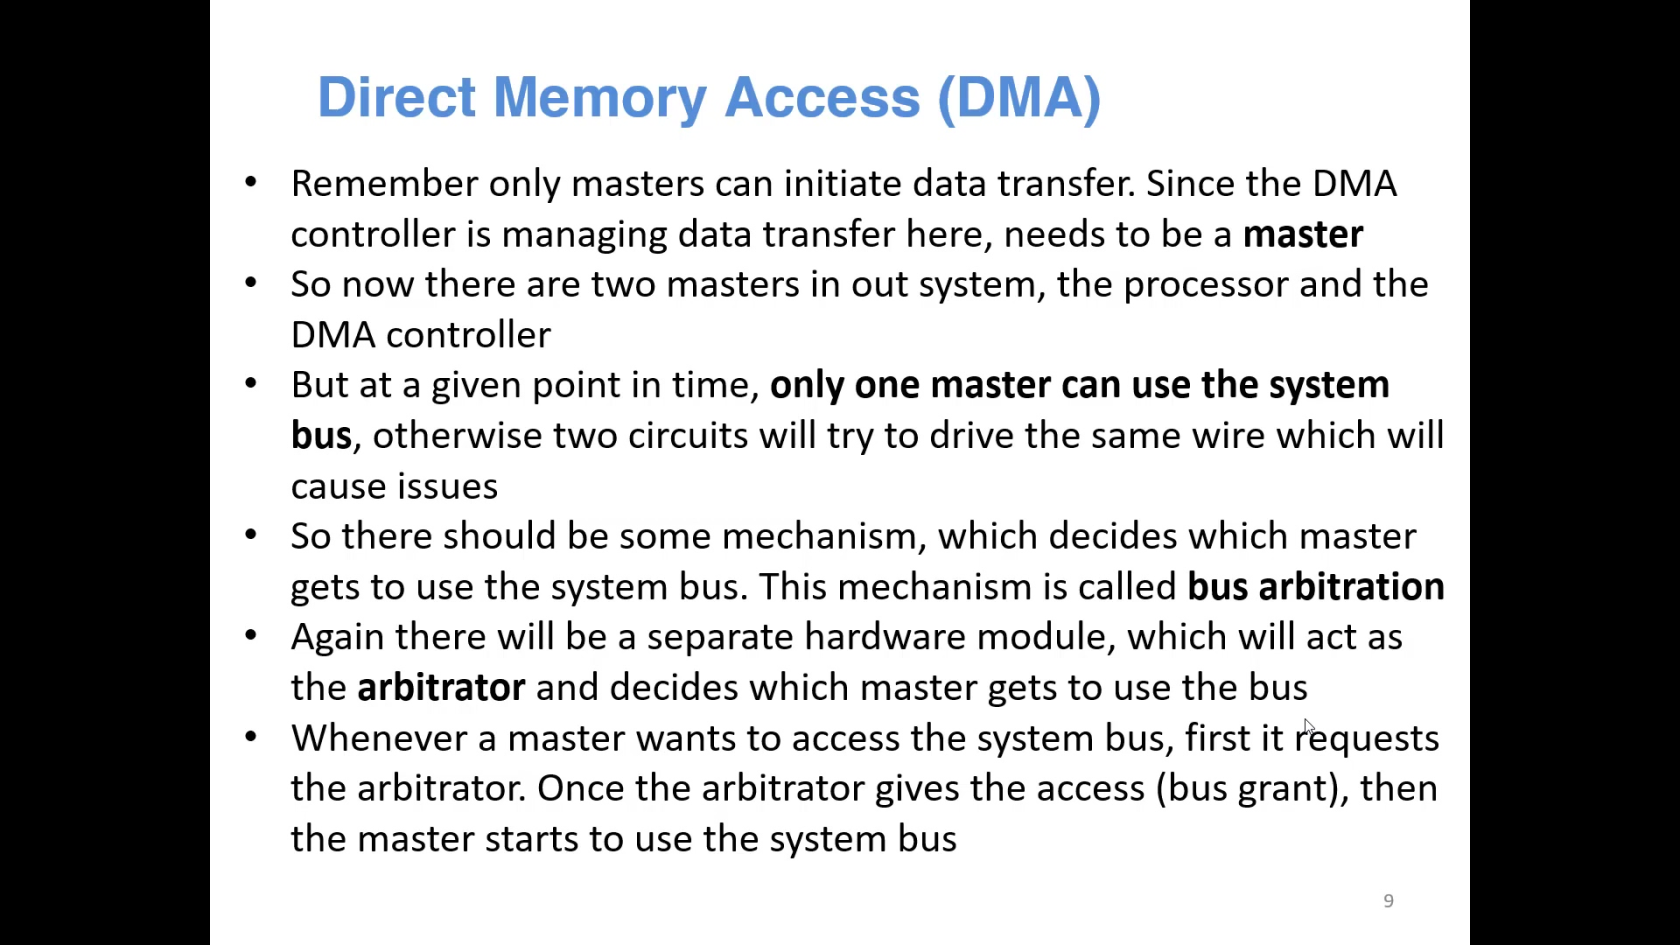 Direct Memory Access (DMA)
• Remember only masters can initiate data transfer. Since the DMA
controller is managing data transfer here, needs to be a master
• So now there are two masters in out system, the processor and the
DMA controller
• But at a given point in time, only one master can use the system
bus, otherwise two circuits will try to drive the same wire which will
cause issues
• So there should be some mechanism, which decides which master
gets to use the system bus. This mechanism is called bus arbitration
• Again there will be a separate hardware module, which will act as
the arbitrator and decides which master gets to use the bus
• Whenever a master wants to access the system bus, first it requests
the arbitrator. Once the arbitrator gives the access (bus grant), then
the master starts to use the system bus
9